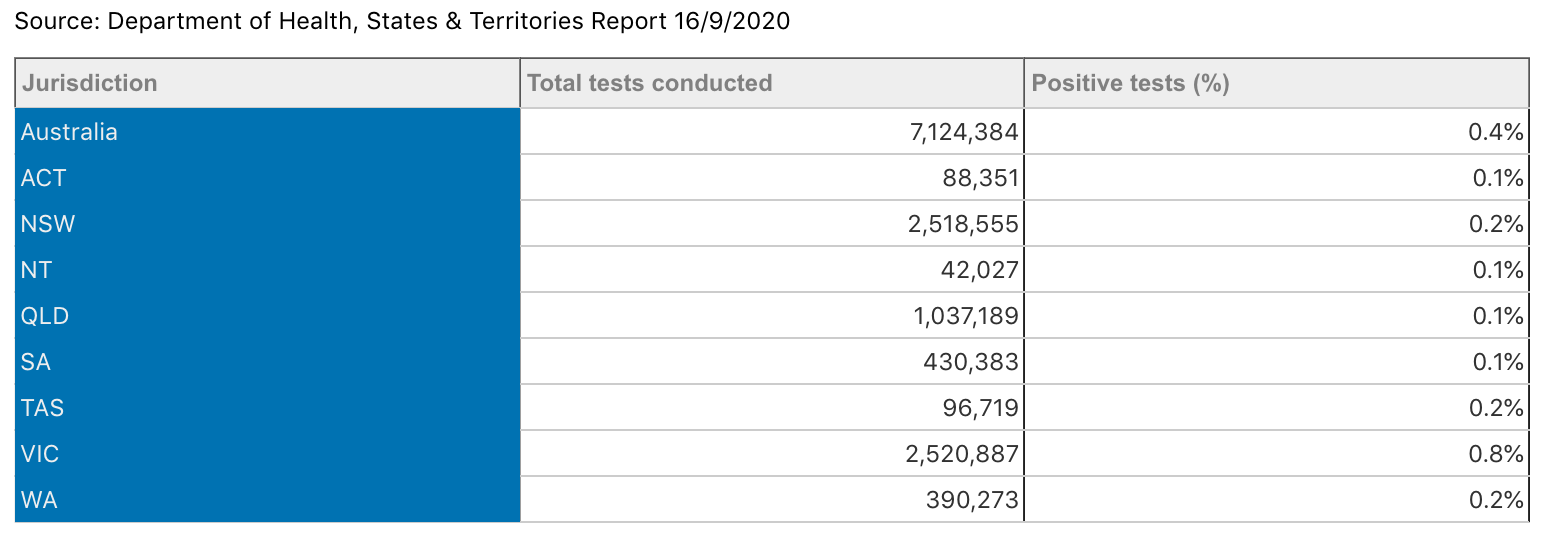 Source: Department of Health, States & Territories Report 16/9/2020
Jurisdiction Total tests conducted Positive tests (%)
Australia 7,124,384 0.4%
ACT 88,351 0.1%
NSW 2,518,555 0.2%
NT 42,027 0.1%
QLD 1,037,189 0.1%
SA 430,383 0.1%
TAS 96,719 0.2%
VIC 2,520,887 0.8%
WA 390,273 0.2%